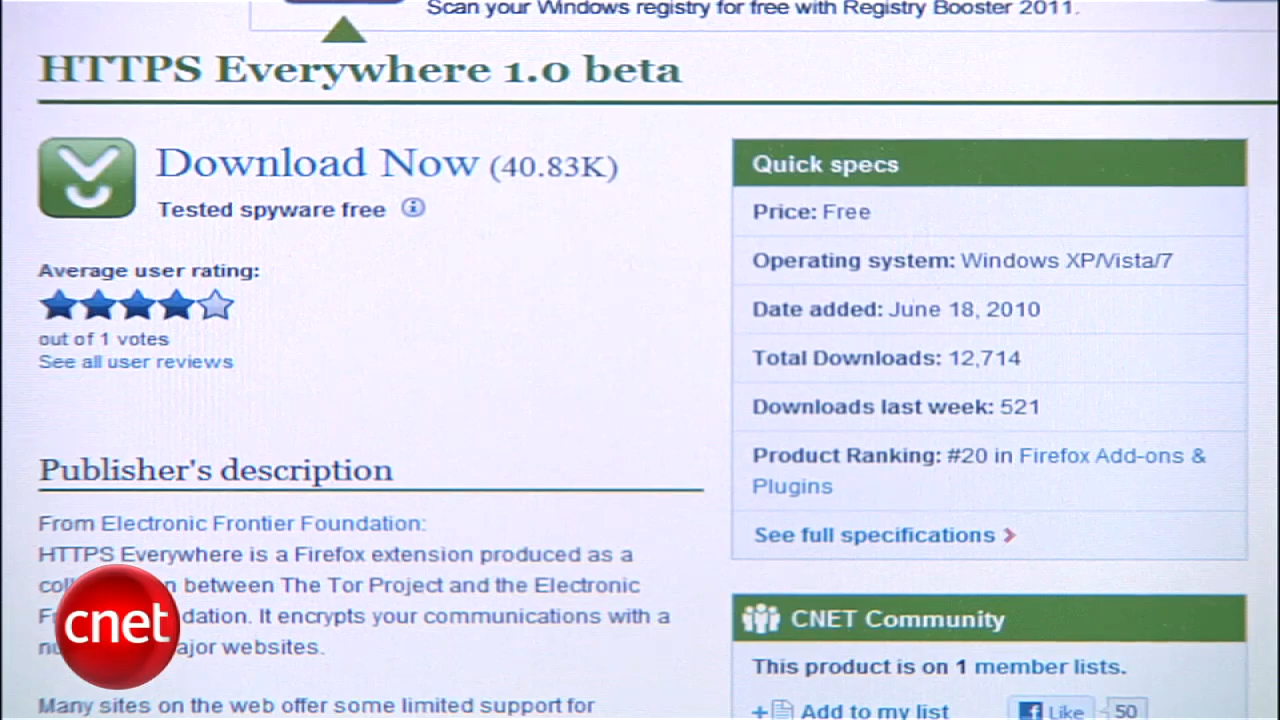 Scan your Windows registry for free with Registry Booster 2011.
HTTPS Everywhere 1.0 beta
Download Now (40.83K)
Tested spyware free
Average user rating:
out of 1 votes
See all user reviews
Publisher's description
From Electronic Frontier Foundation:
HTTPS Everywhere is a Firefox extension produced as a
between The Tor Project and the Electronic
It encrypts your communications with a
websites.
Many sites on the web offer some limited support for
cnet
Quick specs
Price: Free
Operating system: Windows XP/Vista/7
Date added: June 18, 2010
Total Downloads: 12,714
Downloads last week: 521
Product Ranking: #20 in Firefox Add-ons &
Plugins
See full specifications
CNET Community
This product is on 1 member lists.
+ Add to my list
Like 50